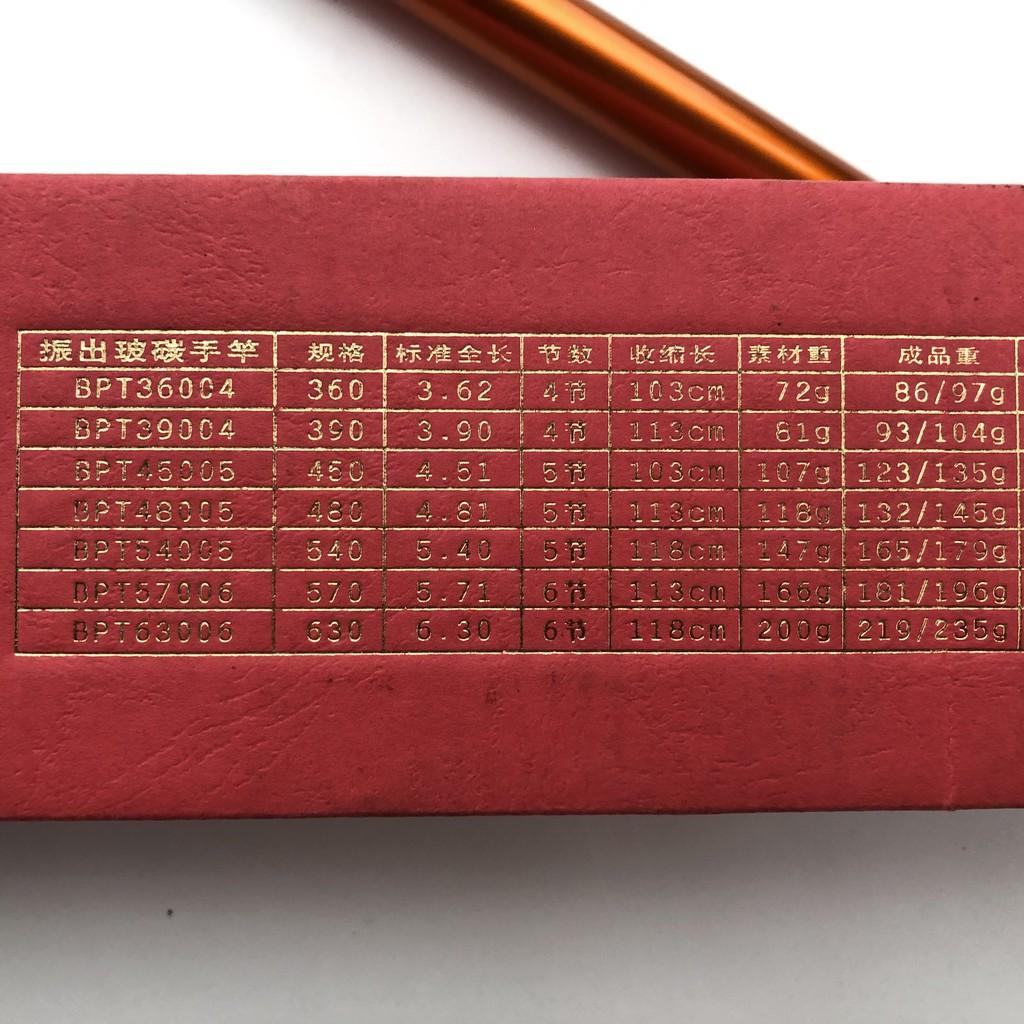 振出玻碳手竿 规格 标准全长 节数 收缩长 素材重 成品重
BPT36004 360 3.62 4节 103cm 72g 86/97g
BPT39004 390 3.90 4节 113cm 81g 93/104g
BPT45005 450 4.51 5节 103cm 107g 123/135g
BPT48005 480 4.81 5节 113cm 118g 132/145g
BPT54005 540 5.40 5节 118cm 147g 165/179g
BPT57006 570 5.71 6节 113cm 166g 181/196g
BPT63006 630 6.30 6节 118cm 200g 219/235g